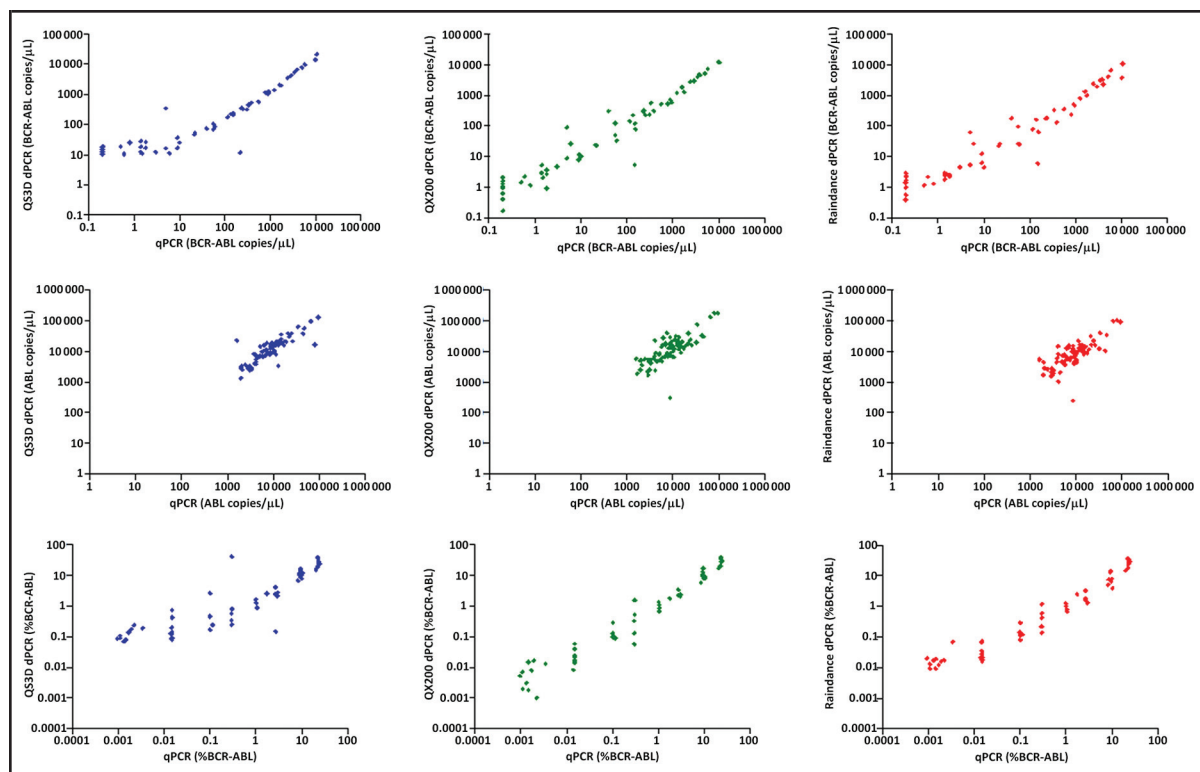 QS3D dPCR (BCR-ABL copies/µL)
100 000
10 000
1000
100
10
1
0.1
0.1 1 10 100 1000 10 000 100 000
qPCR (BCR-ABL copies/µL)
QX200 dPCR (BCR-ABL copies/µL)
100 000
10 000
1000
100
10
1
0.1
0.1 1 10 100 1000 10 000 100 000
qPCR (BCR-ABL copies/µL)
Raindance dPCR (BCR-ABL copies/µL)
100 000
10 000
1000
100
10
1
0.1
0.1 1 10 100 1000 10 000 100 000
qPCR (BCR-ABL copies/µL)
QS3D dPCR (ABL copies/µL)
1 000 000
100 000
10 000
1000
100
10
1
1 10 100 1000 10 000 100 000 1 000 000
qPCR (ABL copies/µL)
QX200 dPCR (ABL copies/µL)
1 000 000
100 000
10 000
1000
100
10
1
1 10 100 1000 10 000 100 000 1 000 000
qPCR (ABL copies/µL)
Raindance dPCR (ABL copies/µL)
1 000 000
100 000
10 000
1000
100
10
1
1 10 100 1000 10 000 100 000 1 000 000
qPCR (ABL copies/µL)
QS3D dPCR (%BCR-ABL)
100
10
1
0.1
0.01
0.001
0.0001
0.0001 0.001 0.01 0.1 1 10 100
qPCR (%BCR-ABL)
QX200 dPCR (%BCR-ABL)
100
10
1
0.1
0.01
0.001
0.0001
0.0001 0.001 0.01 0.1 1 10 100
qPCR (%BCR-ABL)
Raindance dPCR (%BCR-ABL)
100
10
1
0.1
0.01
0.001
0.0001
0.0001 0.001 0.01 0.1 1 10 100
qPCR (%BCR-ABL)